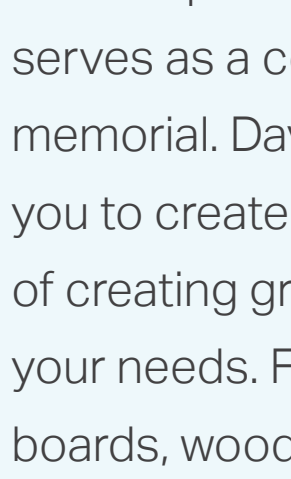 serves as a
memorial.
you to create
of creating
your needs.
boards,